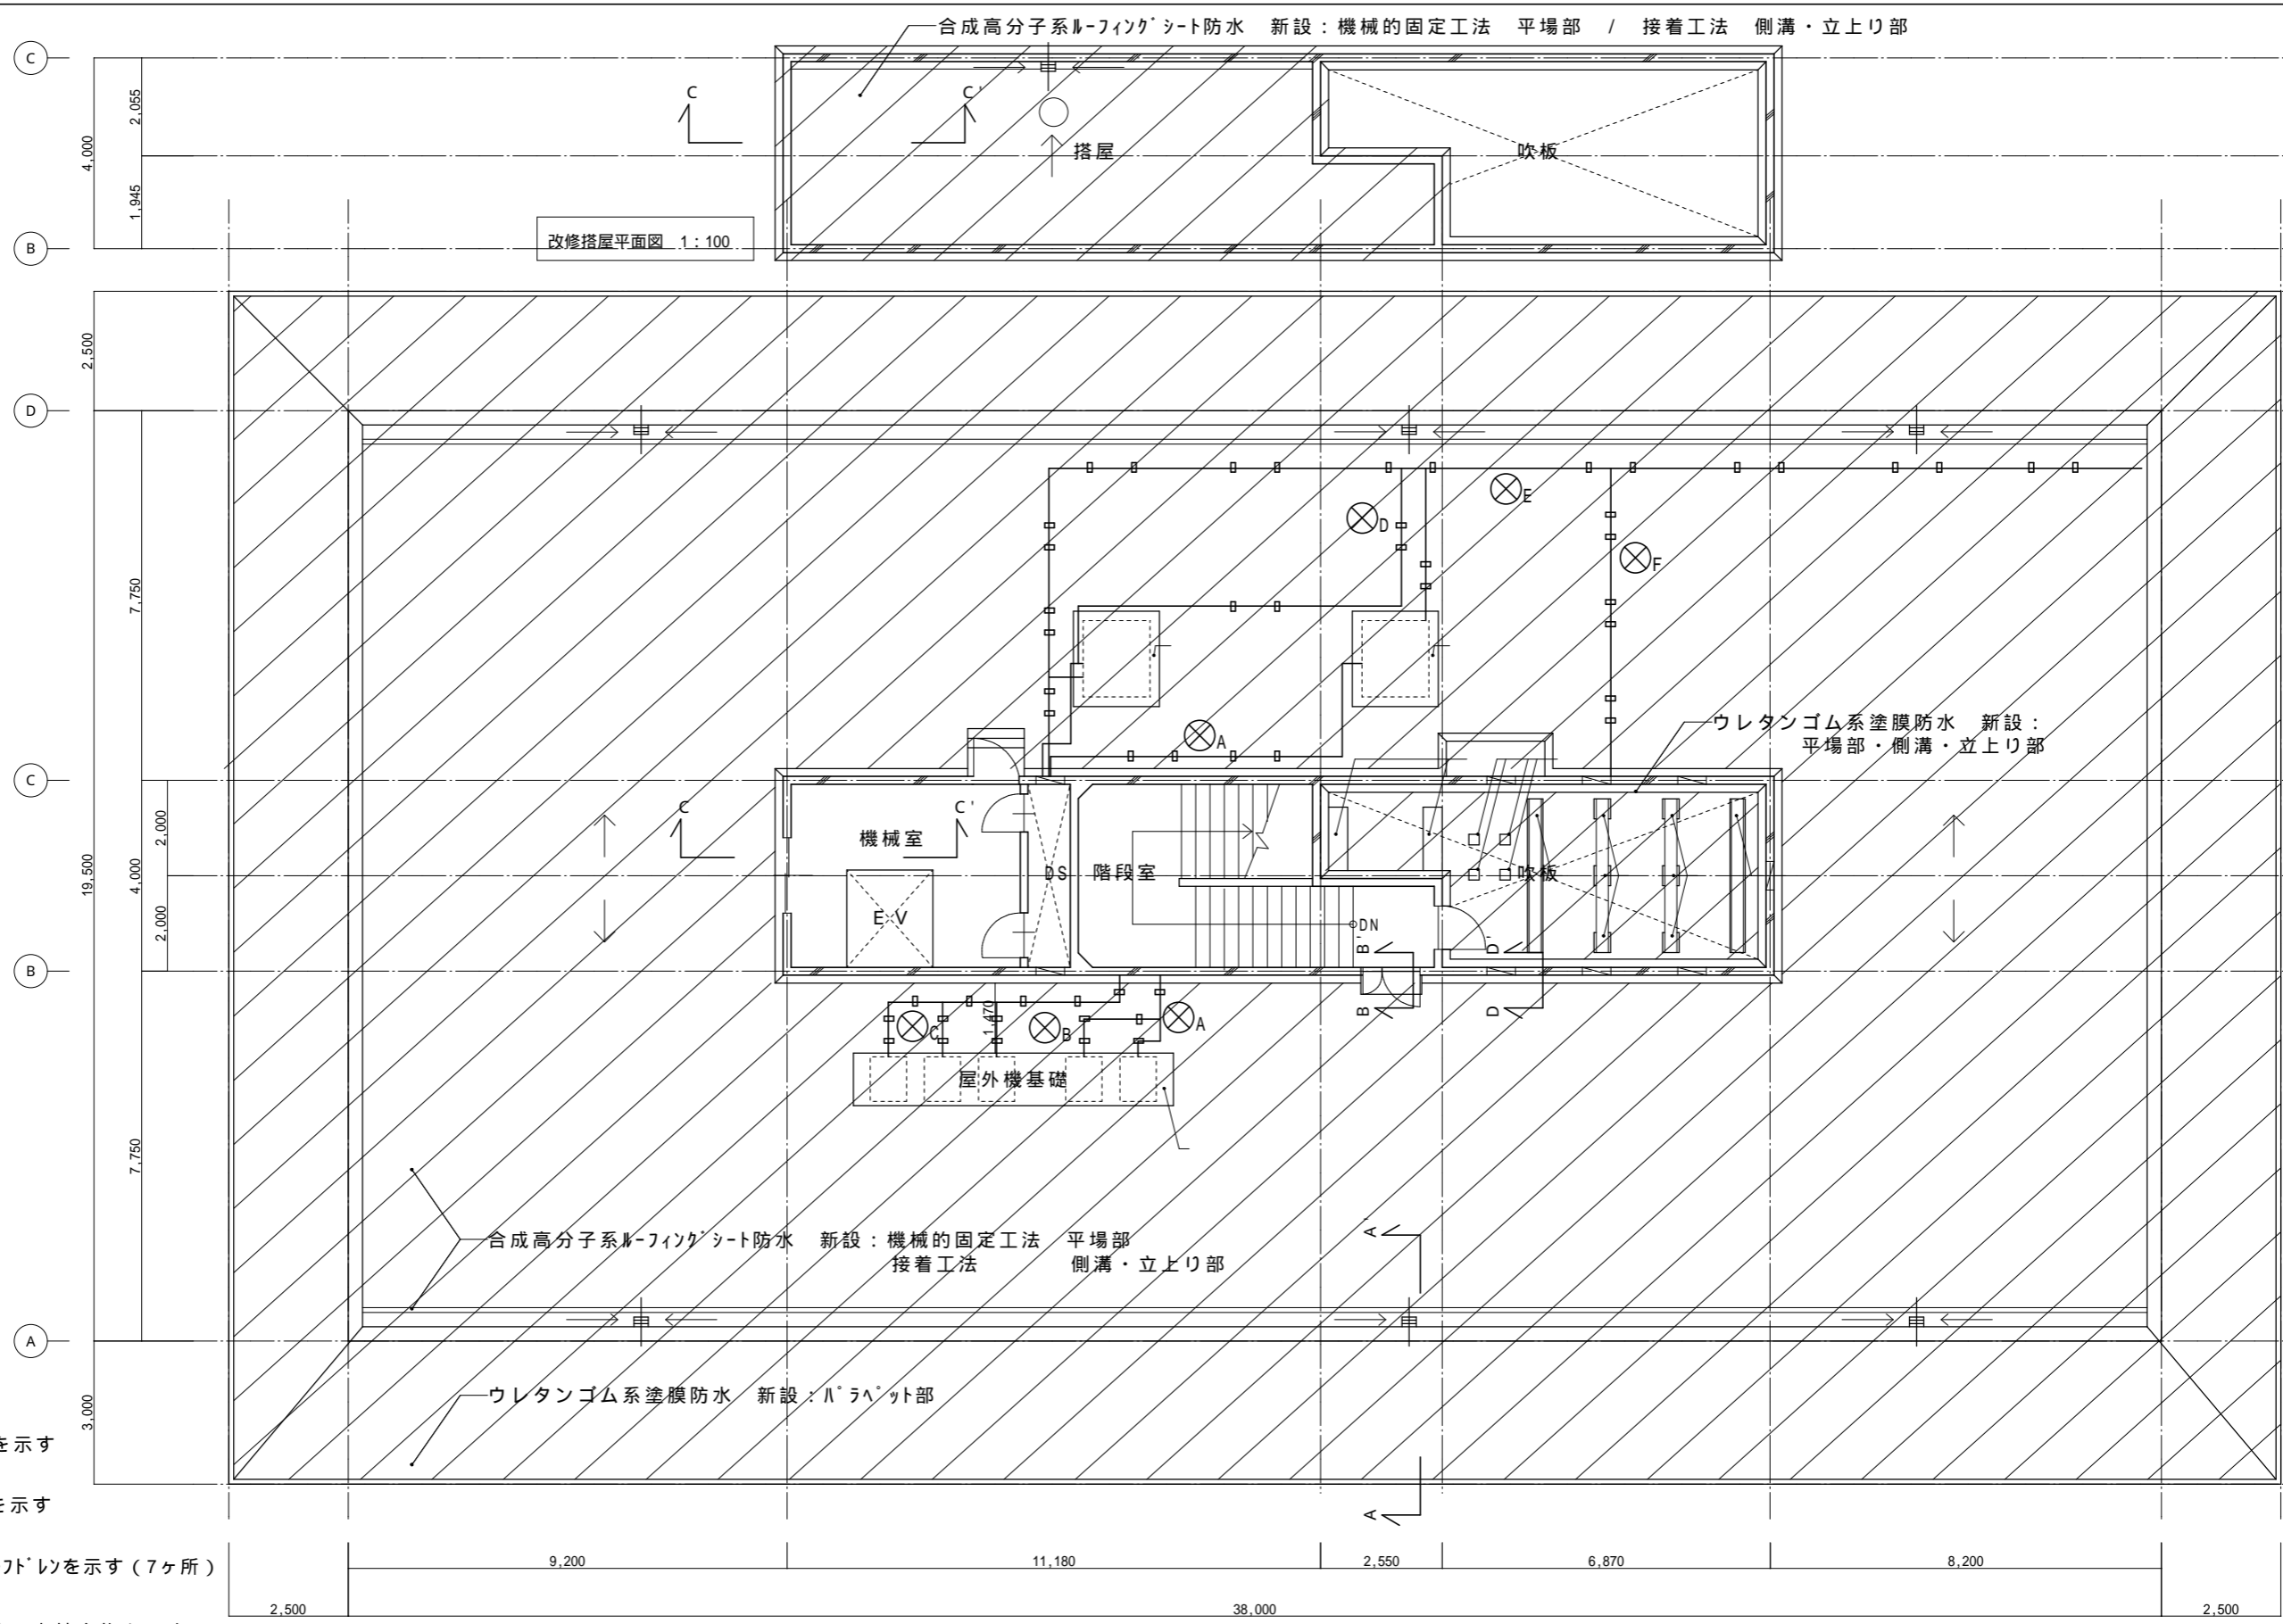 合成高分子系ﾙｰﾌｨﾝｸﾞｼｰﾄ防水　新設：機械的固定工法　平場部　/　接着工法　側溝・立上り部
C
2,055
4,000
1,945
C
C'
搭屋
吹板
B
改修搭屋平面図　1：100
2,500
D
E
D
F
7,750
ウレタンゴム系塗膜防水　新設：
平場部・側溝・立上り部
A
C
2,000
C
C'
機械室
19,500
4,000
DS
階段室
吹板
2,000
EV
DN
B'
D'
B
C
1,470
B
A
B
D
屋外機基礎
7,750
合成高分子系ﾙｰﾌｨﾝｸﾞｼｰﾄ防水　新設：機械的固定工法　平場部
接着工法　側溝・立上り部
A'
A
ウレタンゴム系塗膜防水　新設：ﾊﾟﾗﾍﾟｯﾄ部
3,000
を示す
を示す
A
ﾌﾄﾞﾚﾝを示す（7ヶ所）
9,200
11,180
2,550
6,870
8,200
2,500
38,000
2,500